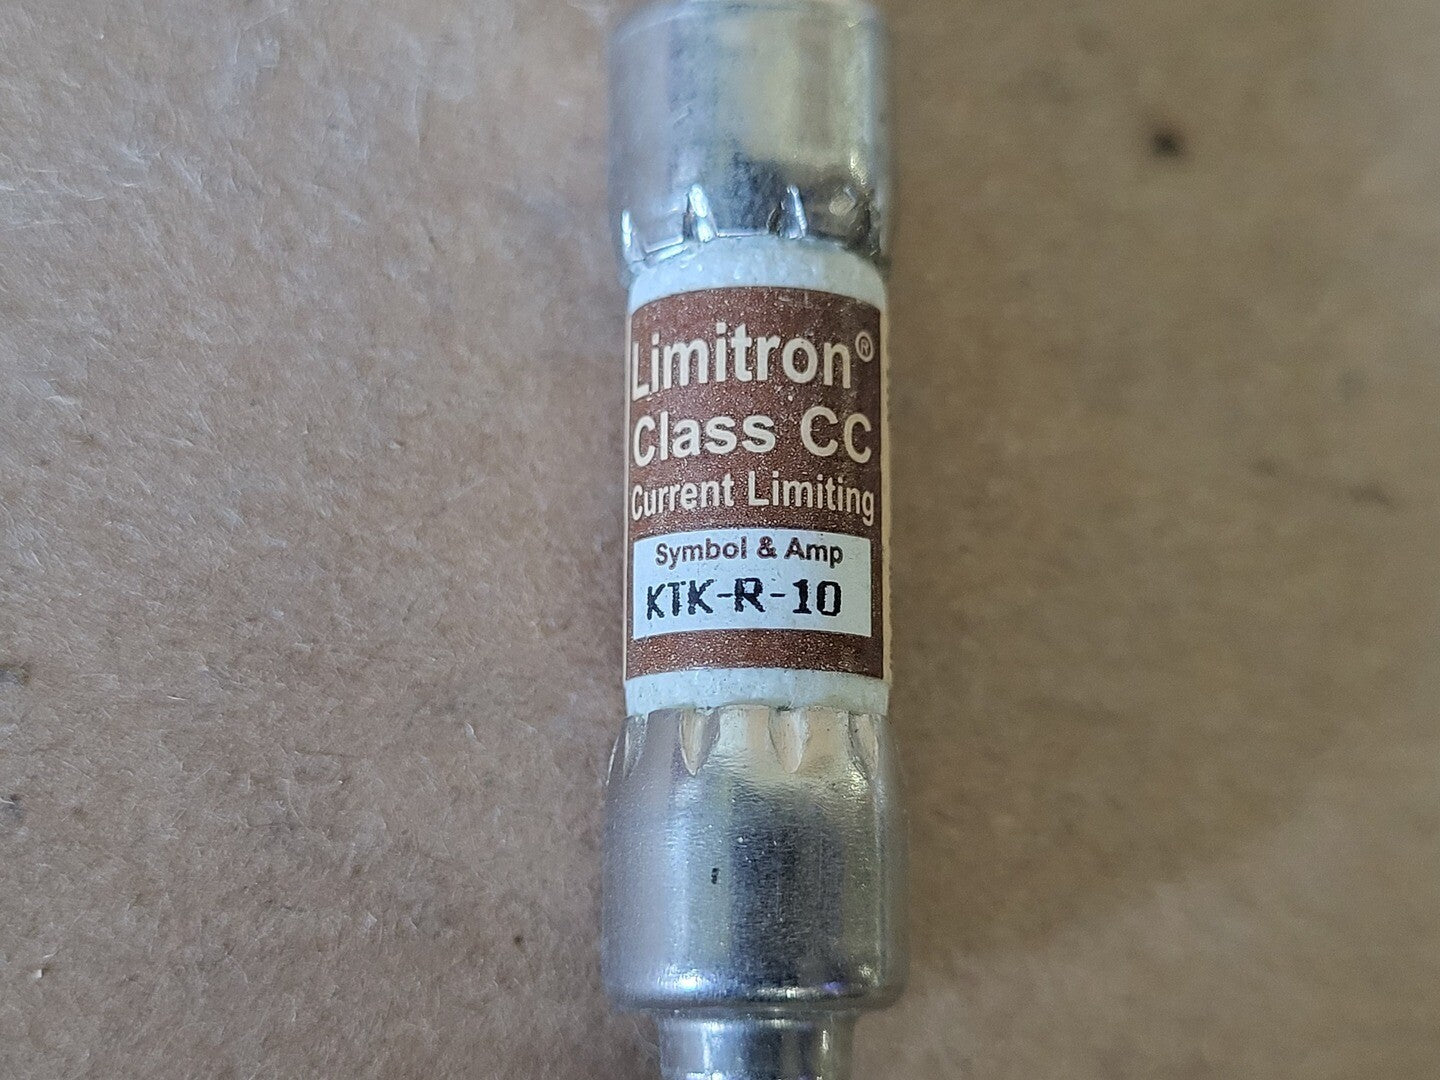 Limitron®
Class CC
Current Limiting
Symbol & Amp
KTK-R-10